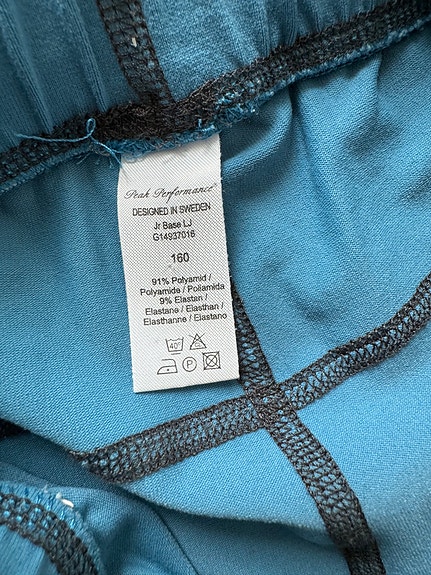 Peak Performance
DESIGNED IN SWEDEN
Jr Base LJ
G14937016
160
91% Polyamid /
Polyamide / Poliamida
9% Elastan /
Elastane / Elasthan /
Elasthanne / Elastano
40°
P